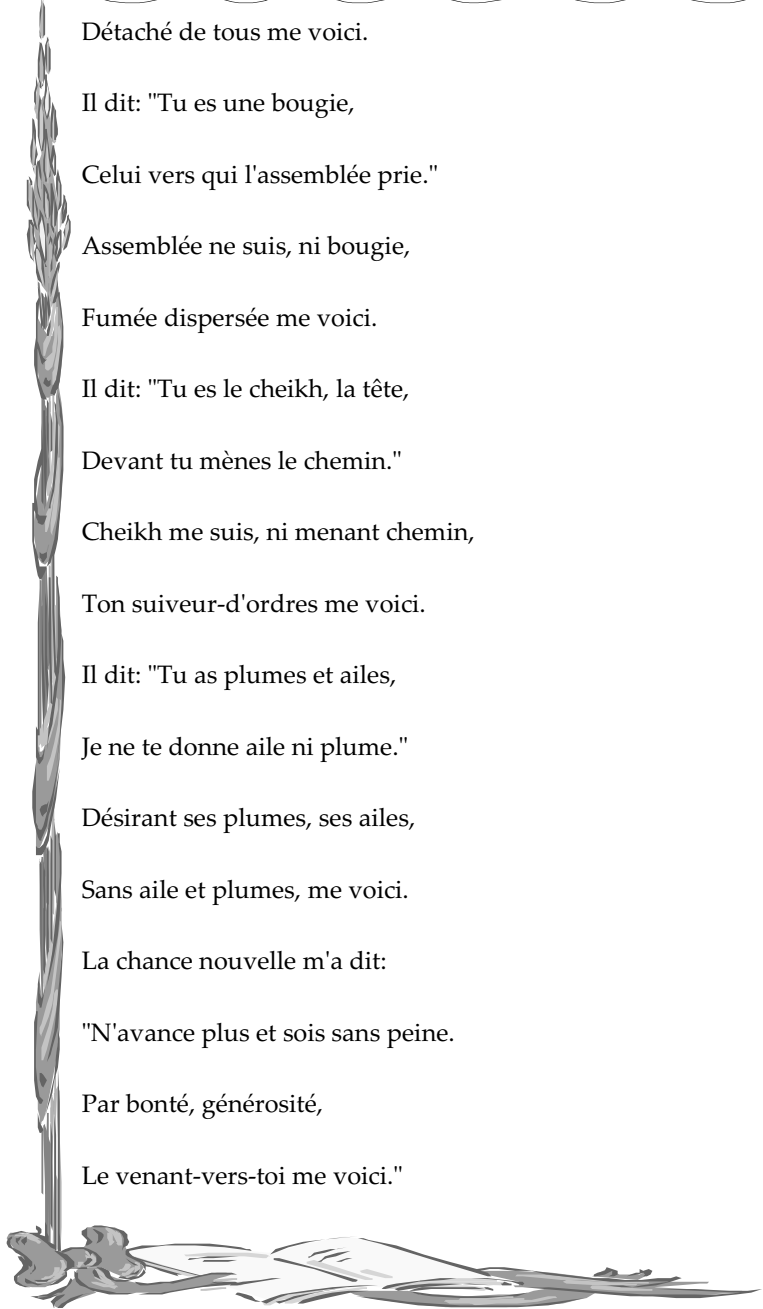 Détaché de tous me voici.
Il dit: "Tu es une bougie,
Celui vers qui l'assemblée prie."
Assemblée ne suis, ni bougie,
Fumée dispersée me voici.
Il dit: "Tu es le cheikh, la tête,
Devant tu mènes le chemin."
Cheikh me suis, ni menant chemin,
Ton suiveur-d'ordres me voici.
Il dit: "Tu as plumes et ailes,
Je ne te donne aile ni plume."
Désirant ses plumes, ses ailes,
Sans aile et plumes, me voici.
La chance nouvelle m'a dit:
"N'avance plus et sois sans peine.
Par bonté, générosité,
Le venant-vers-toi me voici."